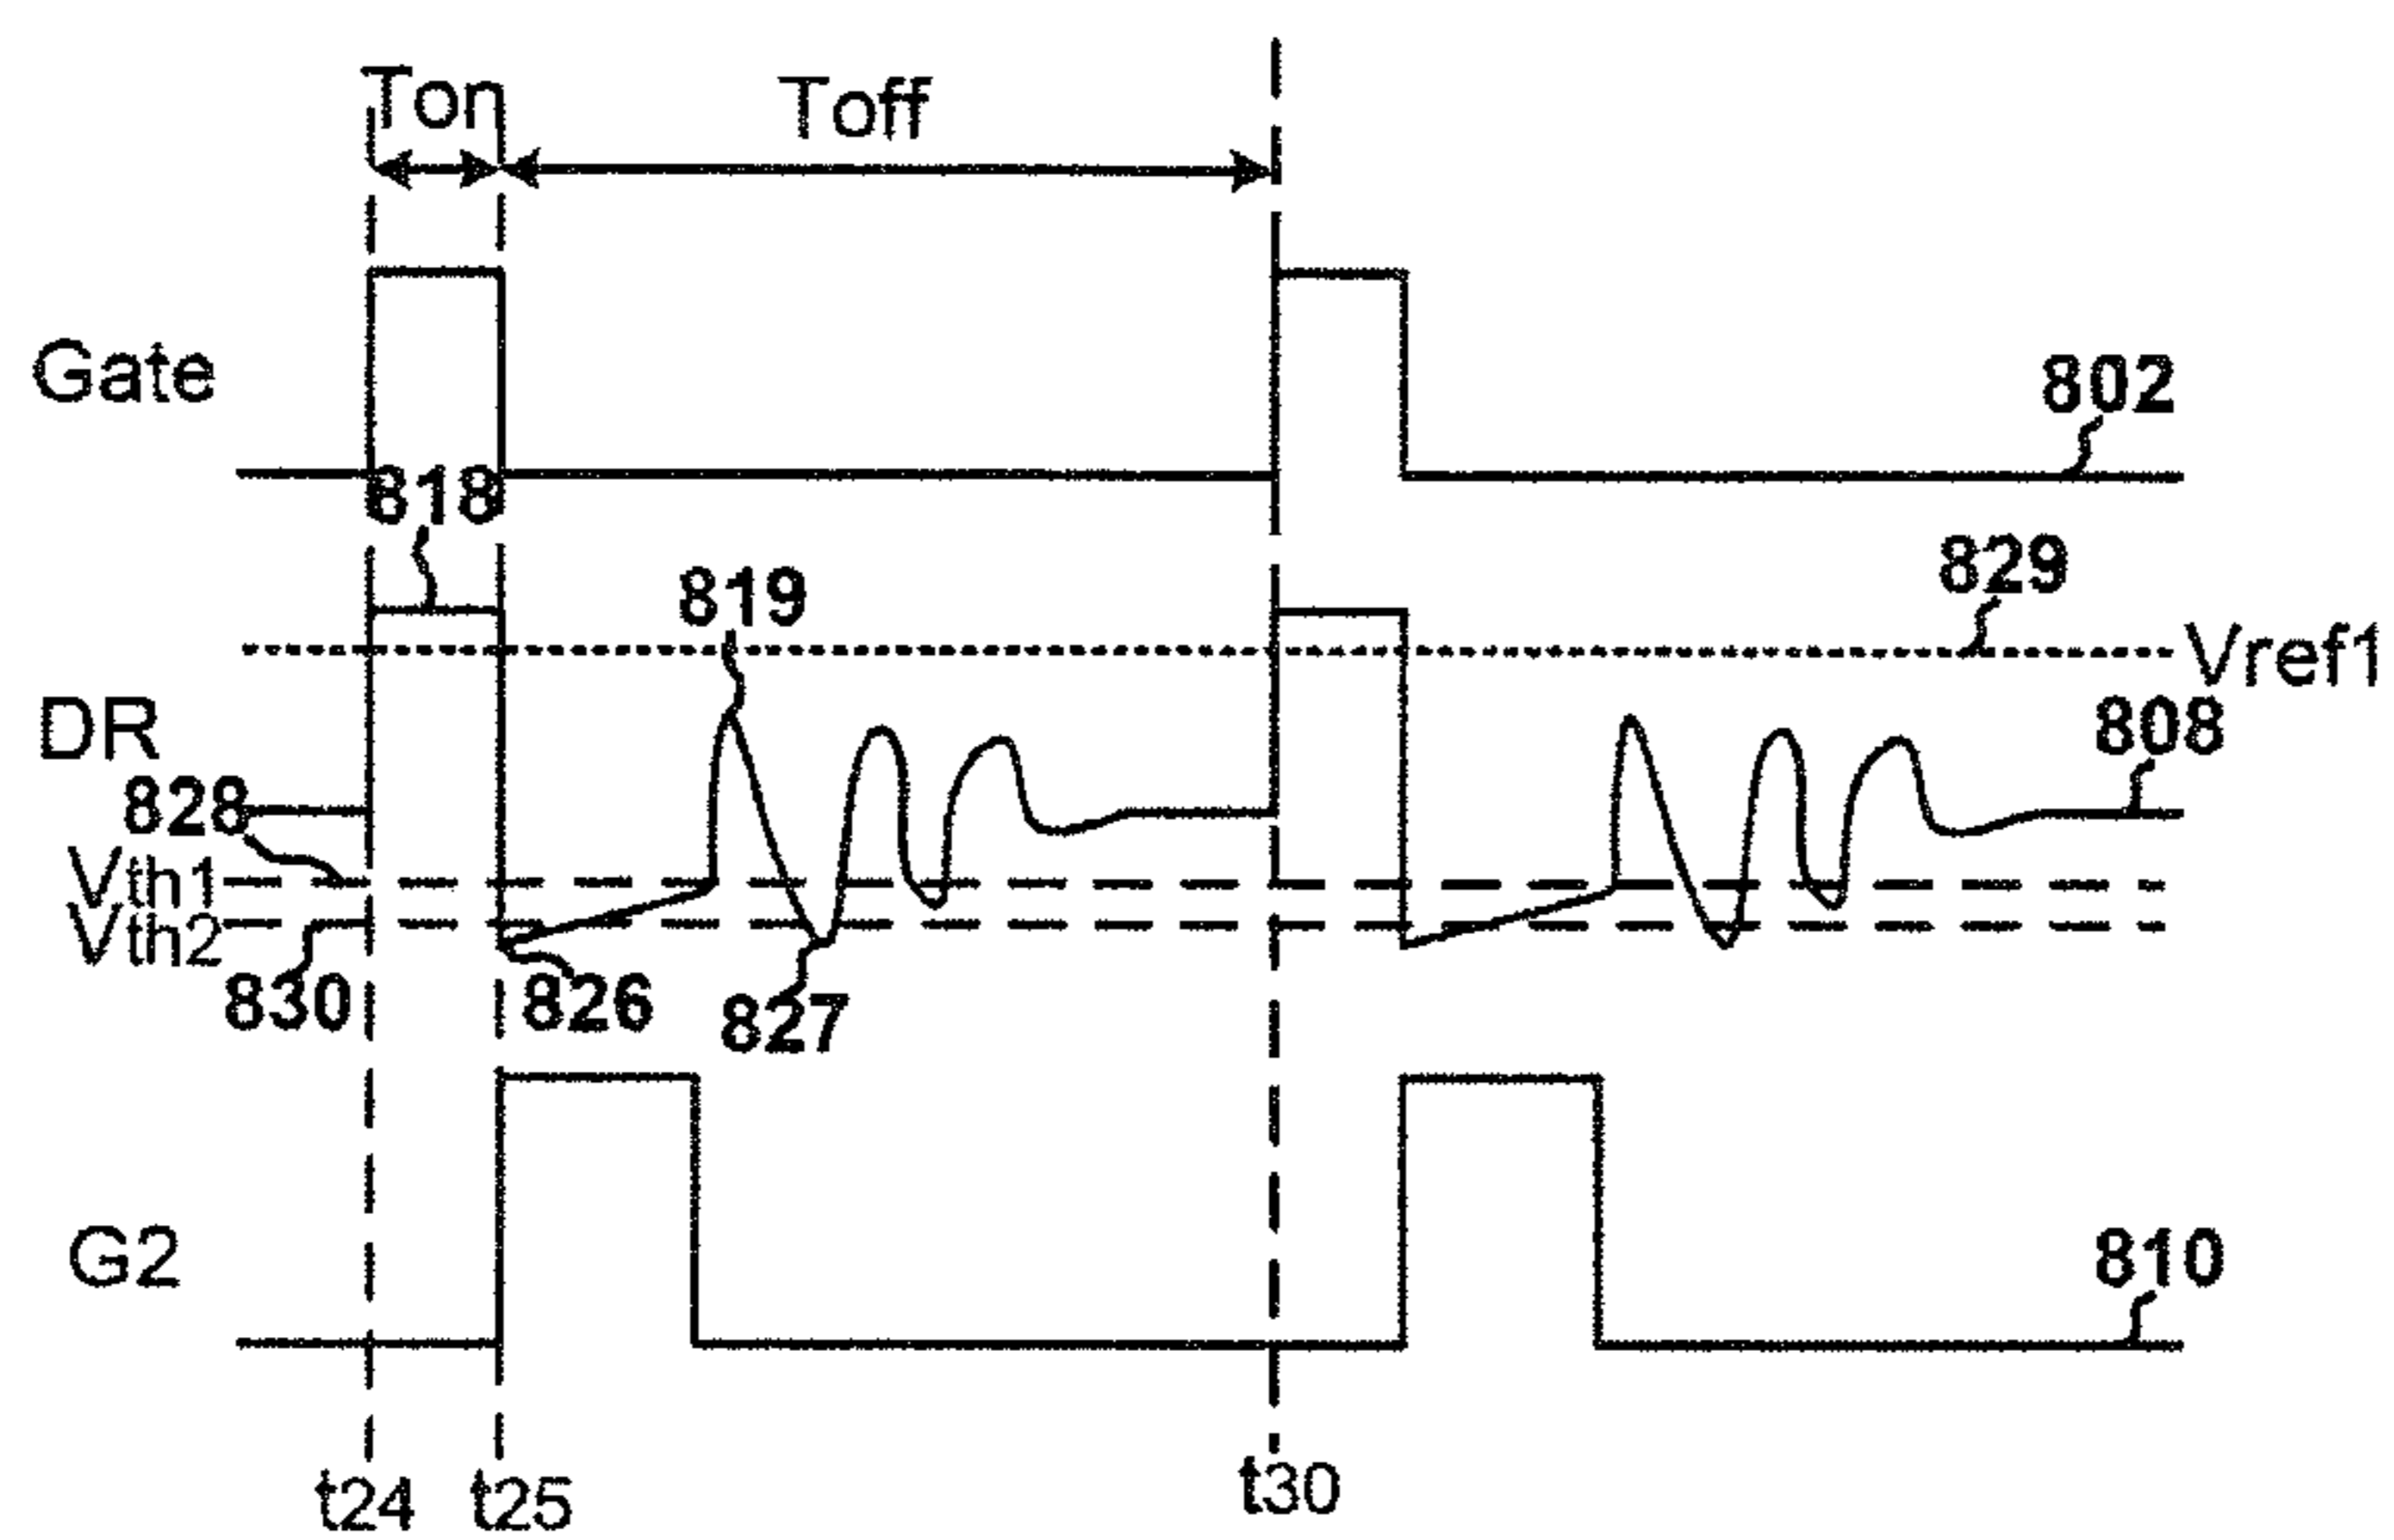 Ton
Toff
Gate
802
818
819
829
Vref1
DR
808
828
Vth1
Vth2
830
826
827
G2
810
t24
t25
t30